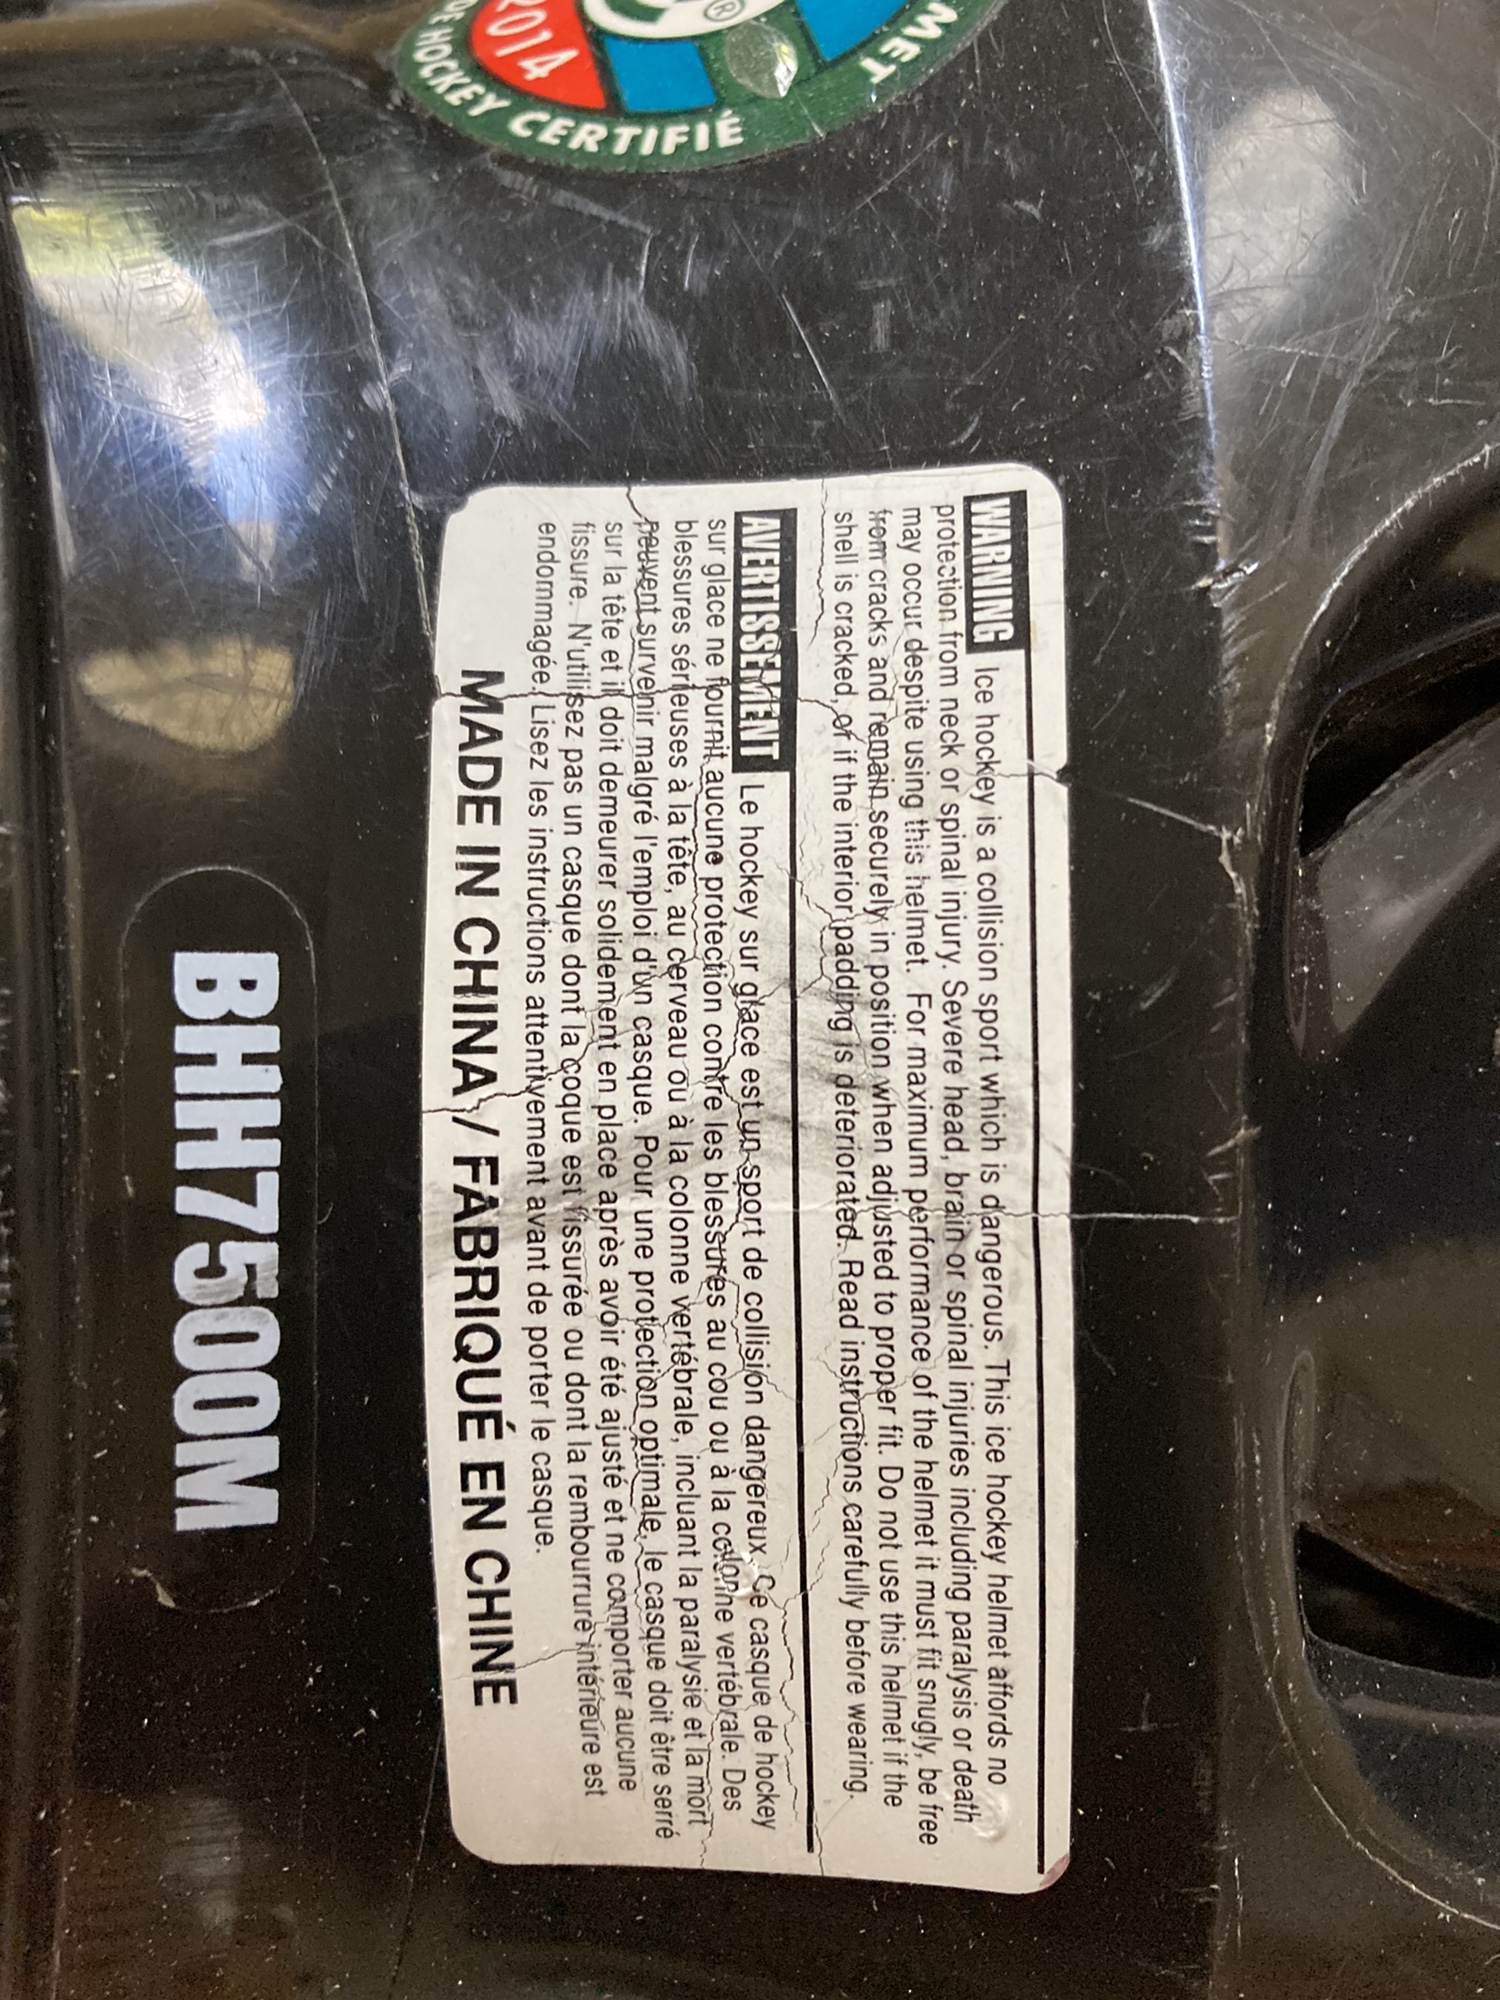 2014
MET
DE HOCKEY CERTIFIÉ
®
WARNING Ice hockey is a collision sport which is dangerous. This ice hockey helmet affords no
protection from neck or spinal injury. Severe head, brain or spinal injuries including paralysis or death
may occur despite using this helmet. For maximum performance of the helmet it must fit snugly, be free
from cracks and remain securely in position when adjusted to proper fit. Do not use this helmet if the
shell is cracked, or if the interior padding is deteriorated. Read instructions carefully before wearing.
AVERTISSEMENT Le hockey sur glace est un sport de collision dangereux. Ce casque de hockey
sur glace ne fournit aucune protection contre les blessures au cou ou à la colonne vertébrale. Des
blessures sérieuses à la tête, au cerveau ou à la colonne vertébrale, incluant la paralysie et la mort
peuvent survenir malgré l'emploi d'un casque. Pour une protection optimale, le casque doit être serré
sur la tête et il doit demeurer solidement en place après avoir été ajusté et ne comporter aucune
fissure. N'utilisez pas un casque dont la coque est fissurée ou dont la rembourrure intérieure est
endommagée. Lisez les instructions attentivement avant de porter le casque.
MADE IN CHINA / FABRIQUÉ EN CHINE
BHH7500M